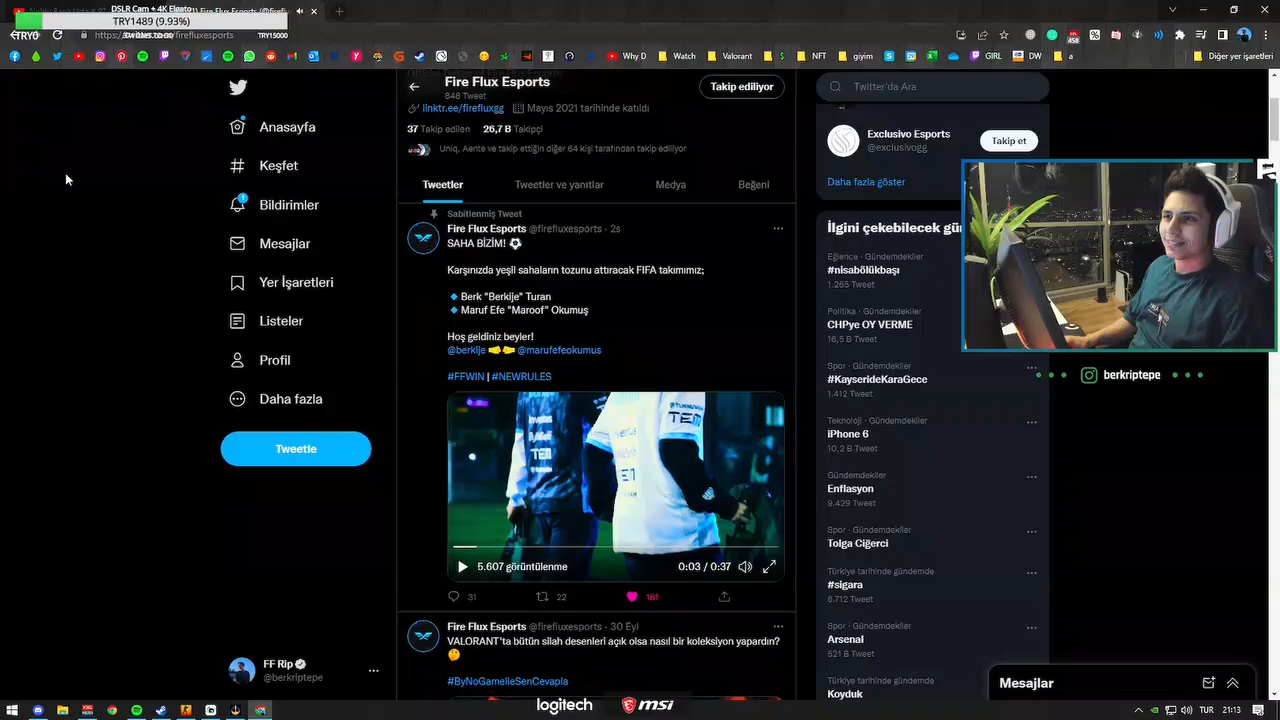 DSLR Cam + 4K Elgato
TRY1489 (9.93%)
TRY0
TRY15000
Why D
Watch
Valorant
$
NFT
giyim
GIRL
DW
a
Diğer yer işaretleri
Fire Flux Esports
848 Tweet
Takip ediliyor
linktr.ee/firefluxgg
Mayıs 2021 tarihinde katıldı
37 Takip edilen
26,7 B Takipçi
Uniq, Aente ve takip ettiğin diğer 64 kişi tarafından takip ediliyor
Tweetler
Tweetler ve yanıtlar
Medya
Beğeni
Anasayfa
Keşfet
Bildirimler
Mesajlar
Yer İşaretleri
Listeler
Profil
Daha fazla
Tweetle
FF Rip
@berkriptepe
Sabitlenmiş Tweet
Fire Flux Esports @firefluxesports · 2s
SAHA BİZİM! ⚽
Karşınızda yeşil sahaların tozunu attıracak FIFA takımımız;
🔹 Berk "Berkije" Turan
🔹 Maruf Efe "Maroof" Okumuş
Hoş geldiniz beyler!
@berkije 🤜🤛 @marufefeokumus
#FFWIN | #NEWRULES
5.607 görüntülenme
0:03 / 0:37
31
22
181
Fire Flux Esports @firefluxesports · 30 Eyl
VALORANT'ta bütün silah desenleri açık olsa nasıl bir koleksiyon yapardın?
🤔
#ByNoGameIleSenCevapla
Twitter'da Ara
Exclusivo Esports
@exclusivogg
Takip et
Daha fazla göster
İlgini çekebilecek gü
Eğlence · Gündemdekiler
#nisabölükbaşı
1.265 Tweet
Politika · Gündemdekiler
CHPye OY VERME
16,5 B Tweet
Spor · Gündemdekiler
#KayserideKaraGece
1.412 Tweet
Teknoloji · Gündemdekiler
iPhone 6
10,2 B Tweet
Gündemdekiler
Enflasyon
9.429 Tweet
Spor · Gündemdekiler
Tolga Ciğerci
Türkiye tarihinde gündemde
#sigara
6.712 Tweet
Spor · Gündemdekiler
Arsenal
521 B Tweet
Türkiye tarihinde gündemde
Koyduk
berkriptepe
Mesajlar
logitech
msi
TUR
21:13